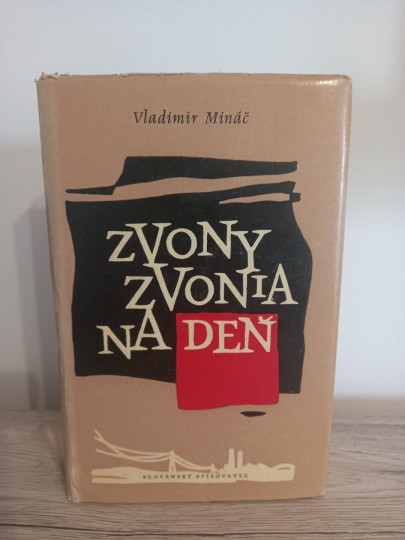 Vladimír Mináč
ZVONY
ZVONIA
NA DEŇ
SLOVENSKÝ SPISOVATEĽ